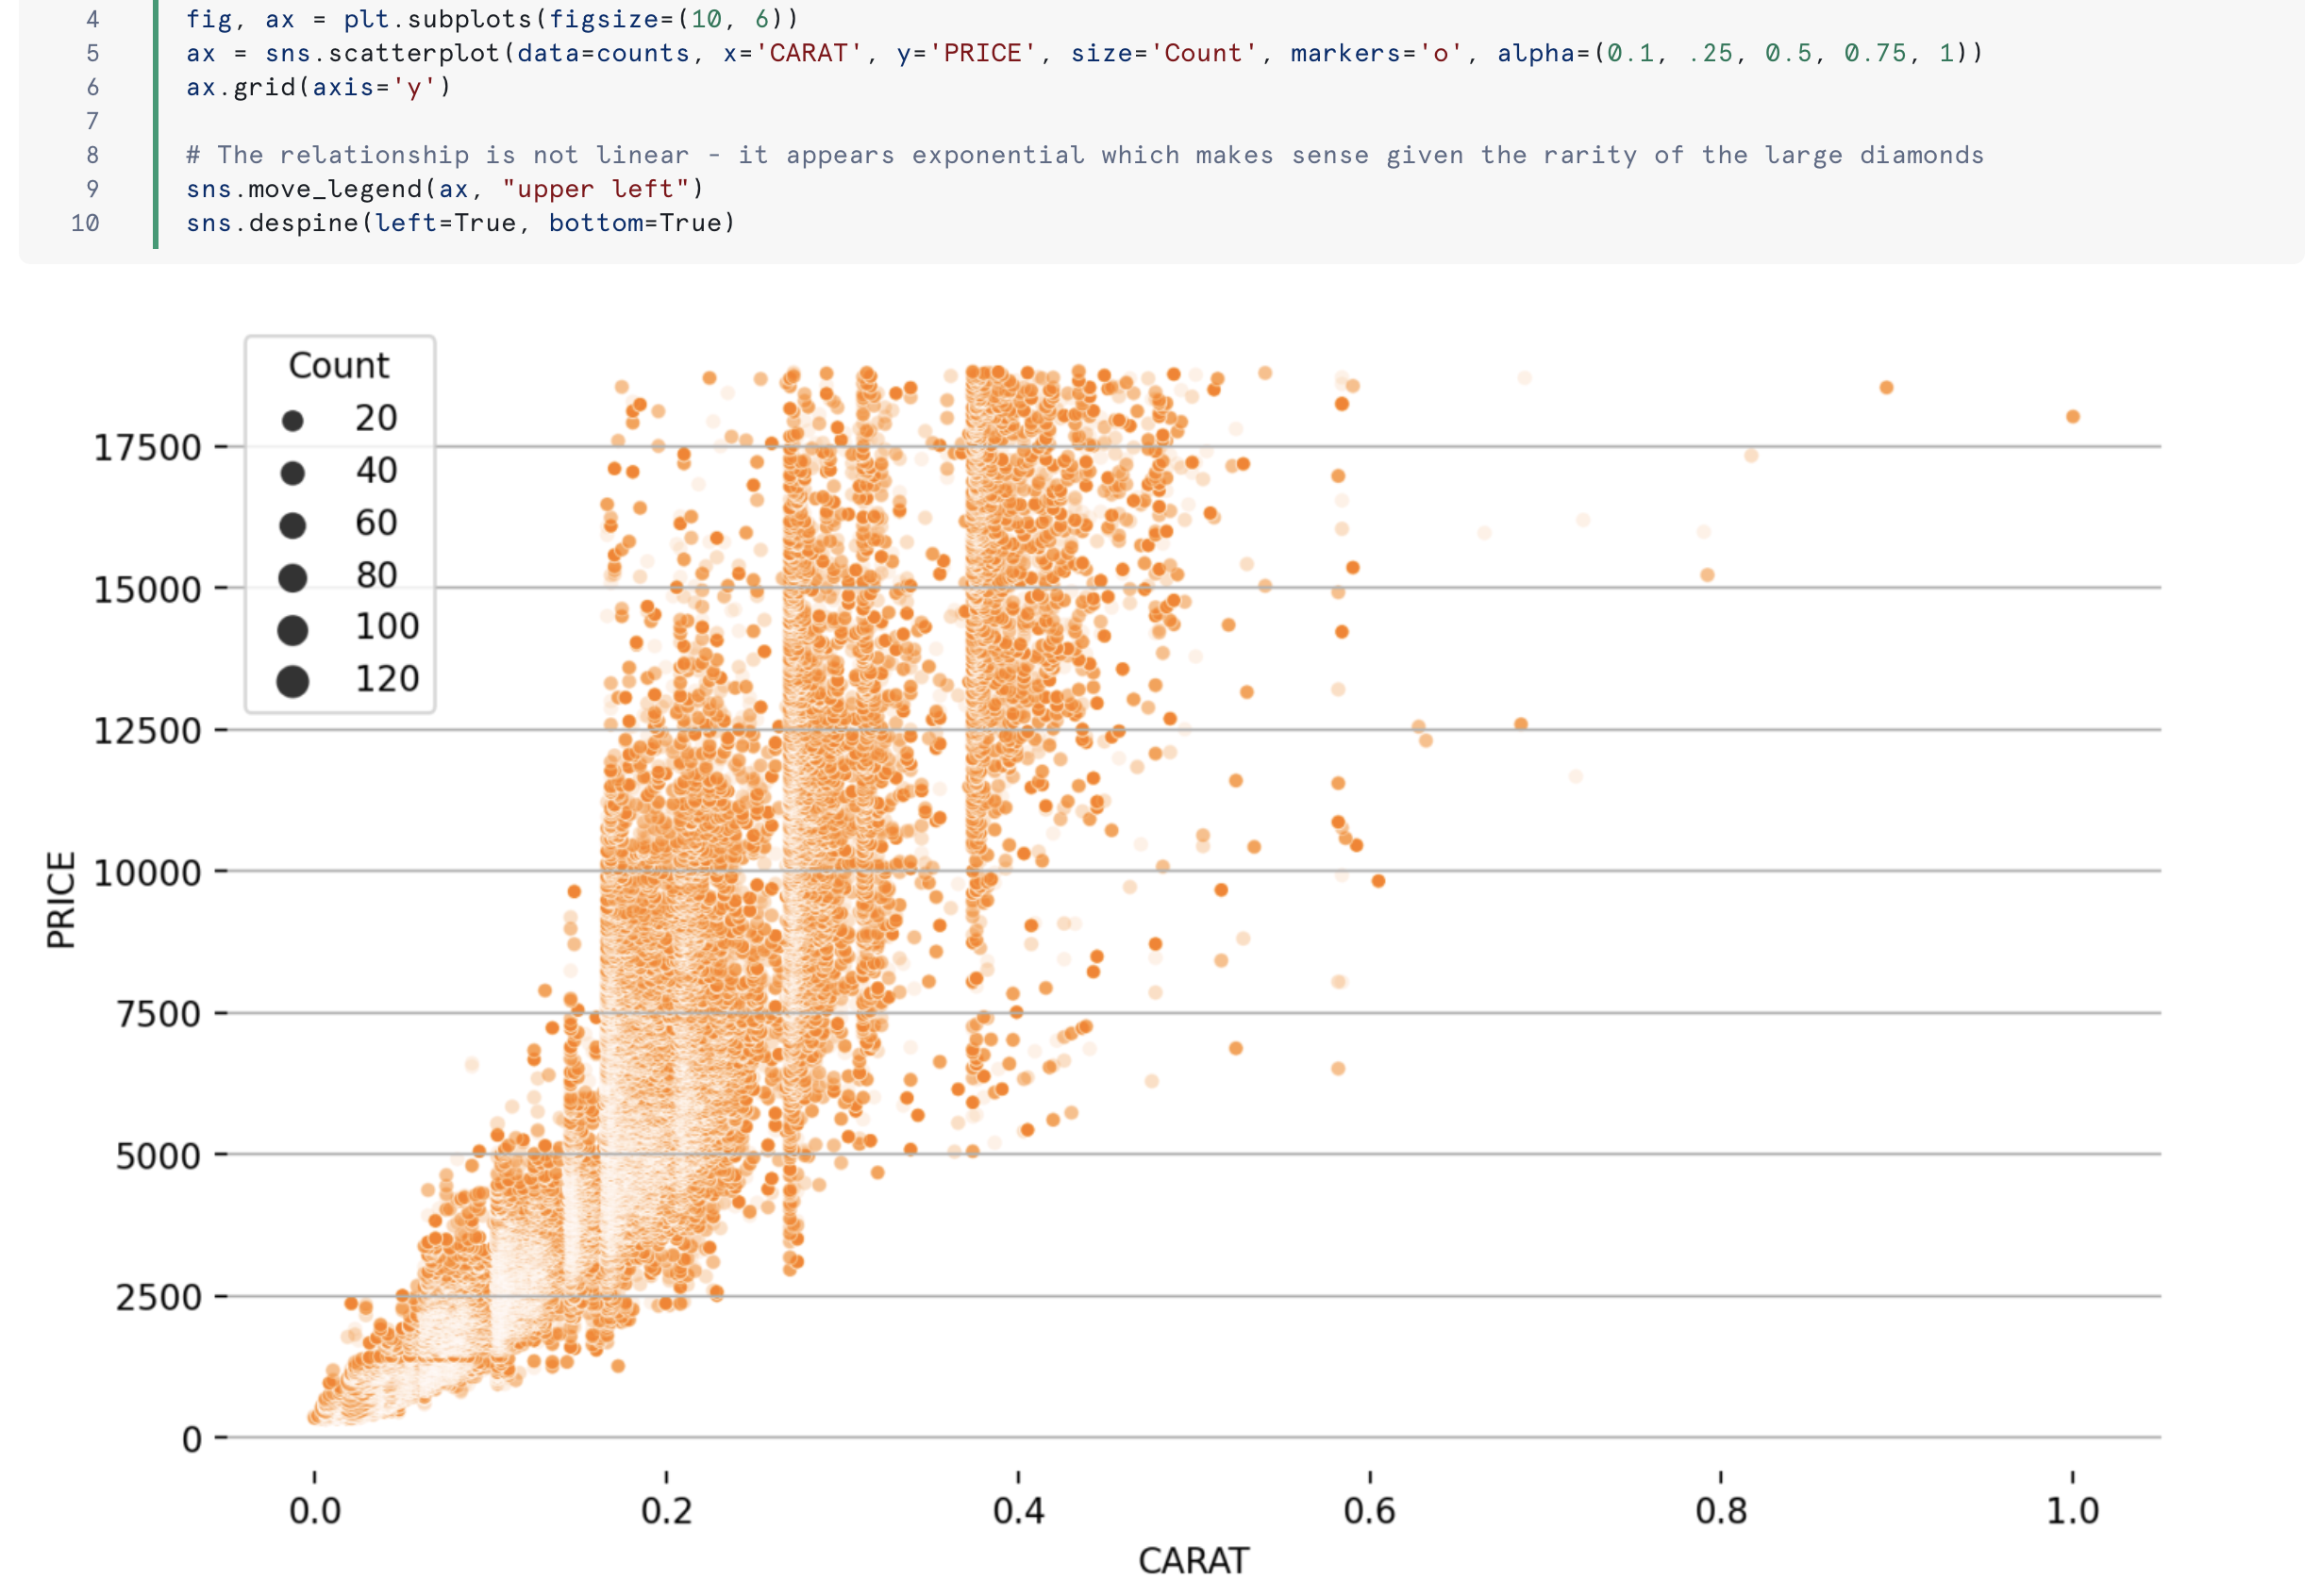 4 fig, ax = plt.subplots(figsize=(10, 6))
5 ax = sns.scatterplot(data=counts, x='CARAT', y='PRICE', size='Count', markers='o', alpha=(0.1, .25, 0.5, 0.75, 1))
6 ax.grid(axis='y')
7
8 # The relationship is not linear - it appears exponential which makes sense given the rarity of the large diamonds
9 sns.move_legend(ax, "upper left")
10 sns.despine(left=True, bottom=True)
Count
20
40
60
80
100
120
17500
15000
12500
10000
7500
5000
2500
0
PRICE
0.0 0.2 0.4 0.6 0.8 1.0
CARAT